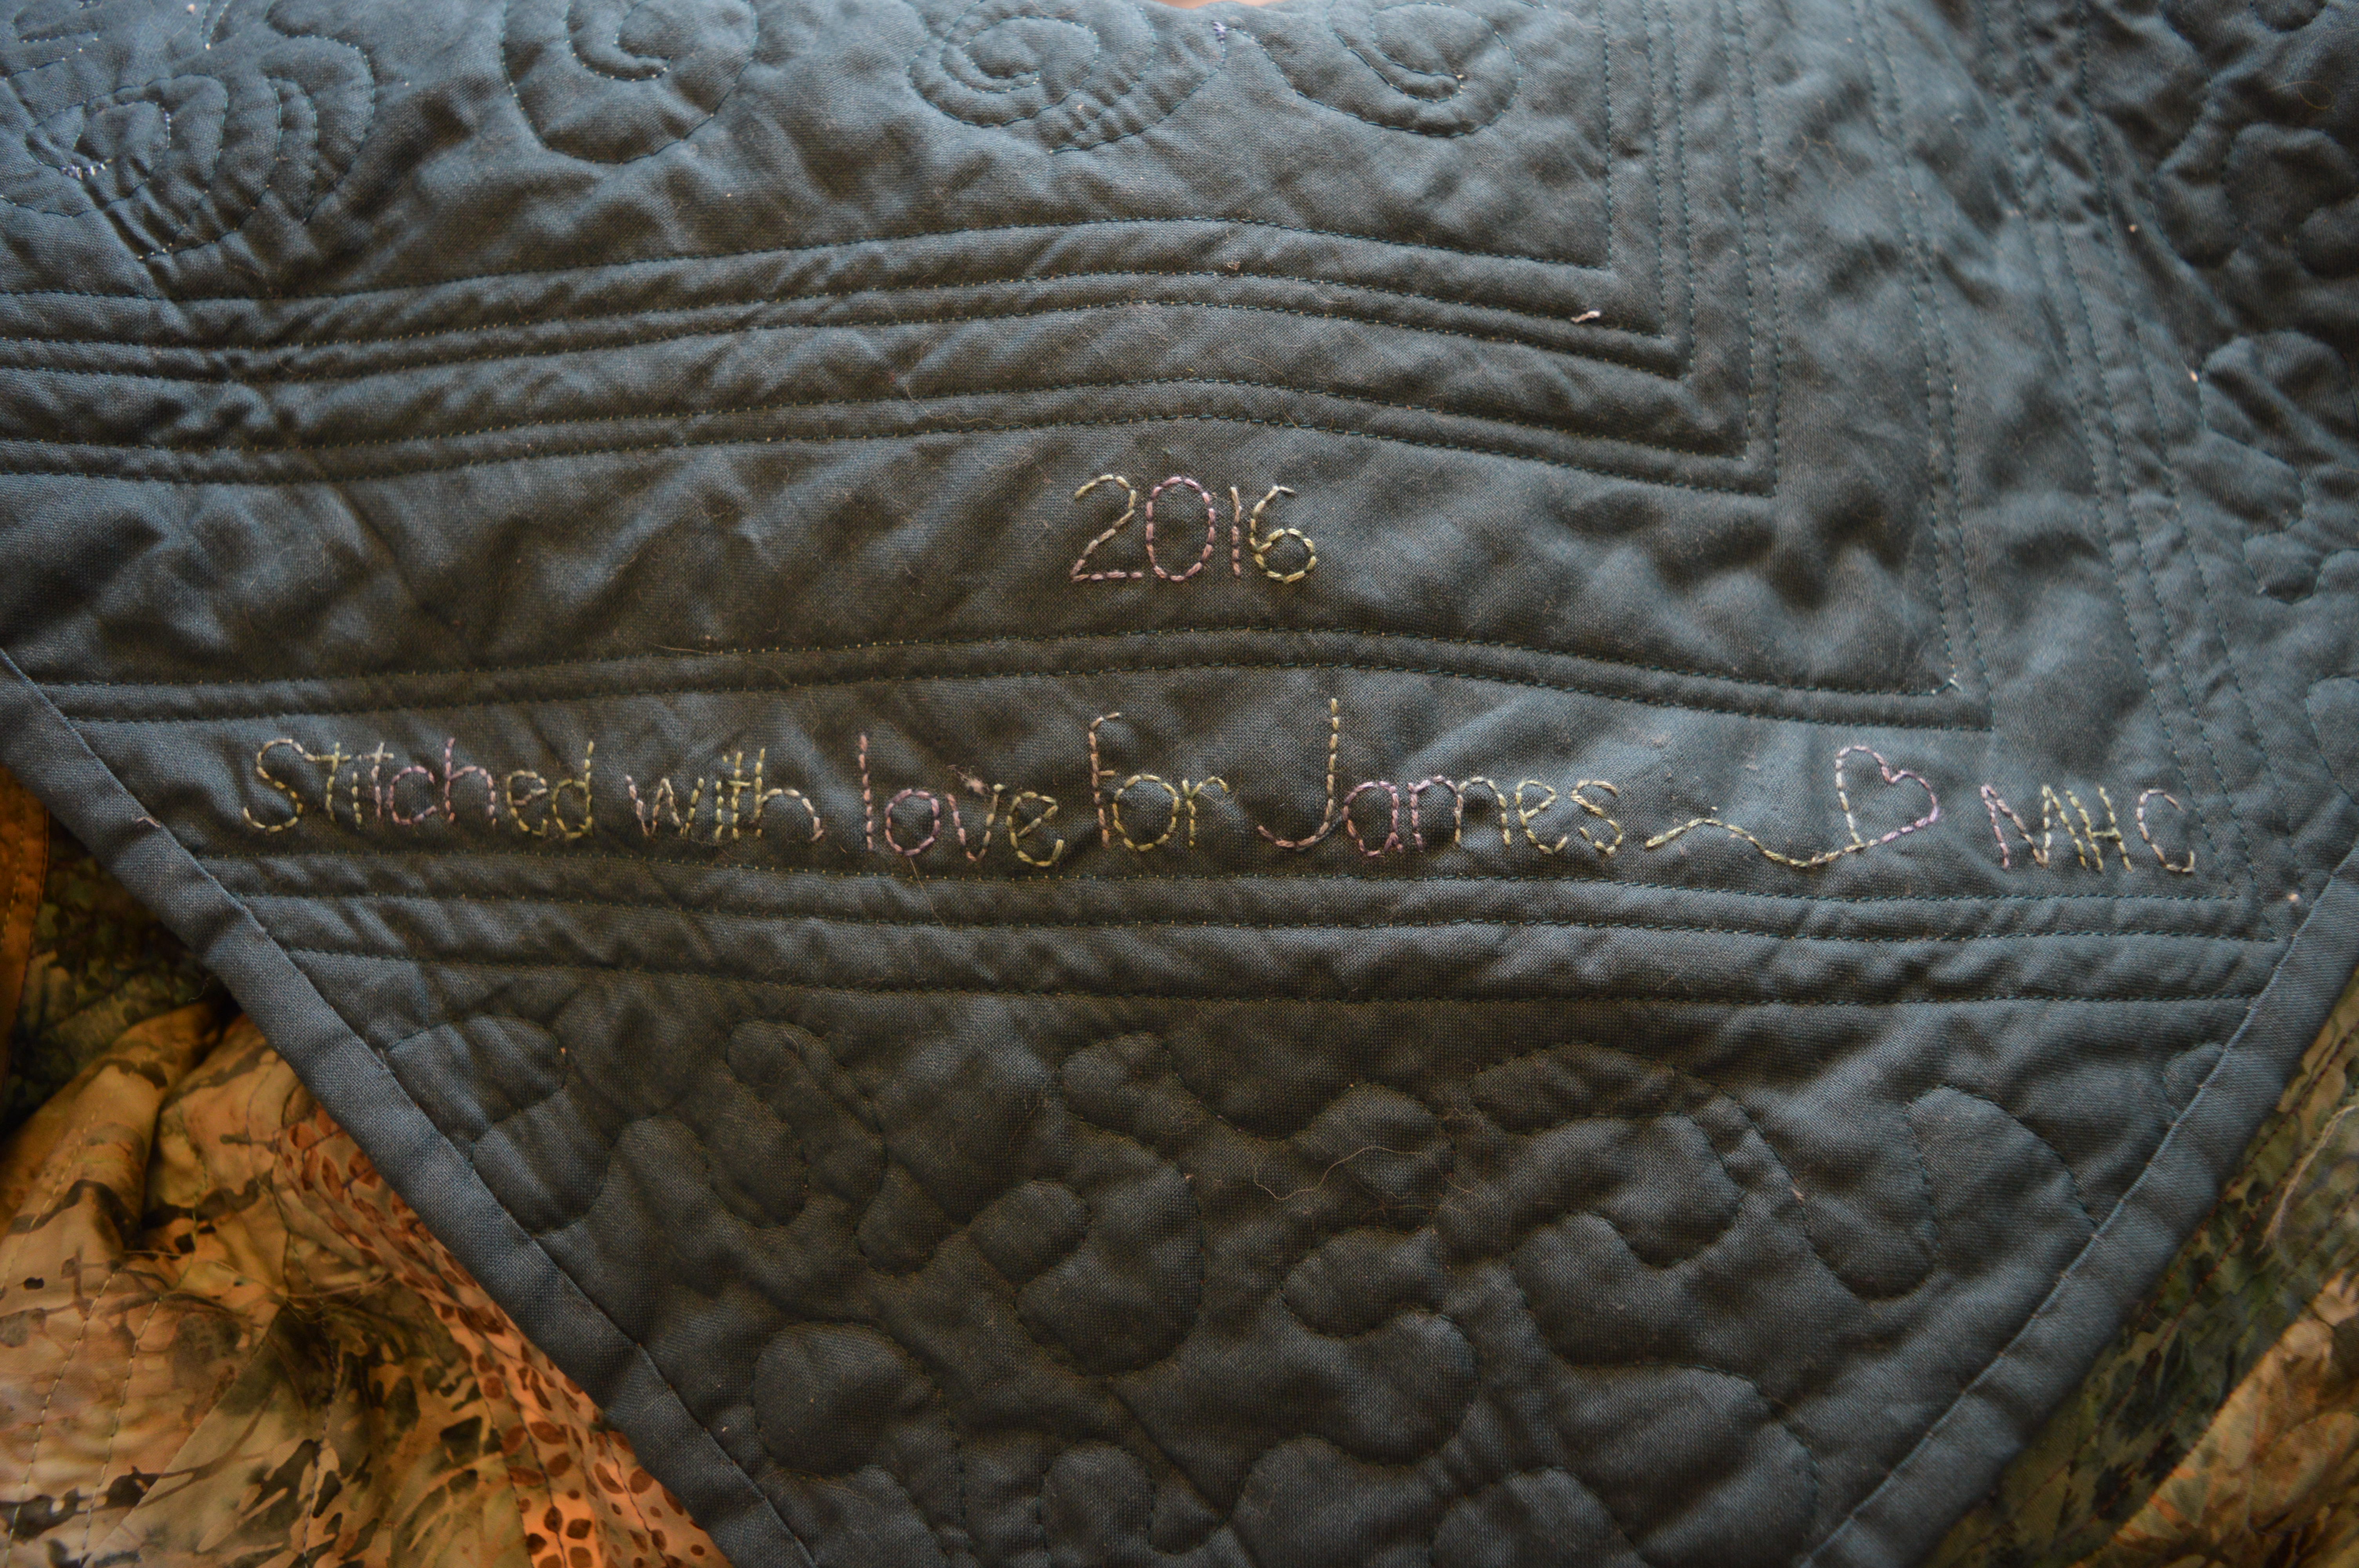 2016
Stitched with love for James ♡ MHC